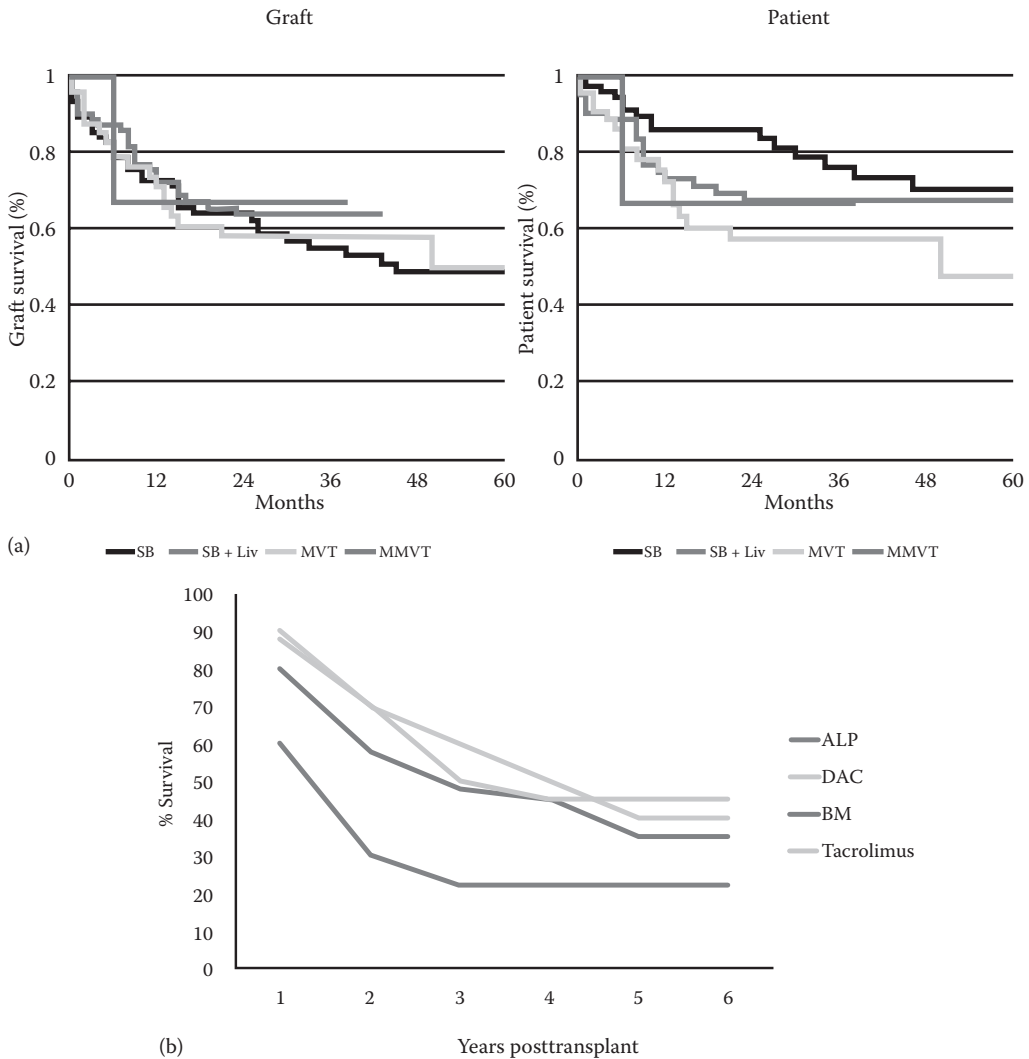 Graft
Patient
1
0.8
0.6
0.4
0.2
0
Graft survival (%)
0 12 24 36 48 60
Months
1
0.8
0.6
0.4
0.2
0
Patient survival (%)
0 12 24 36 48 60
Months
(a)
SB SB + Liv MVT MMVT
SB SB + Liv MVT MMVT
100
90
80
70
60
50
40
30
20
10
0
% Survival
ALP
DAC
BM
Tacrolimus
1 2 3 4 5 6
(b)
Years posttransplant